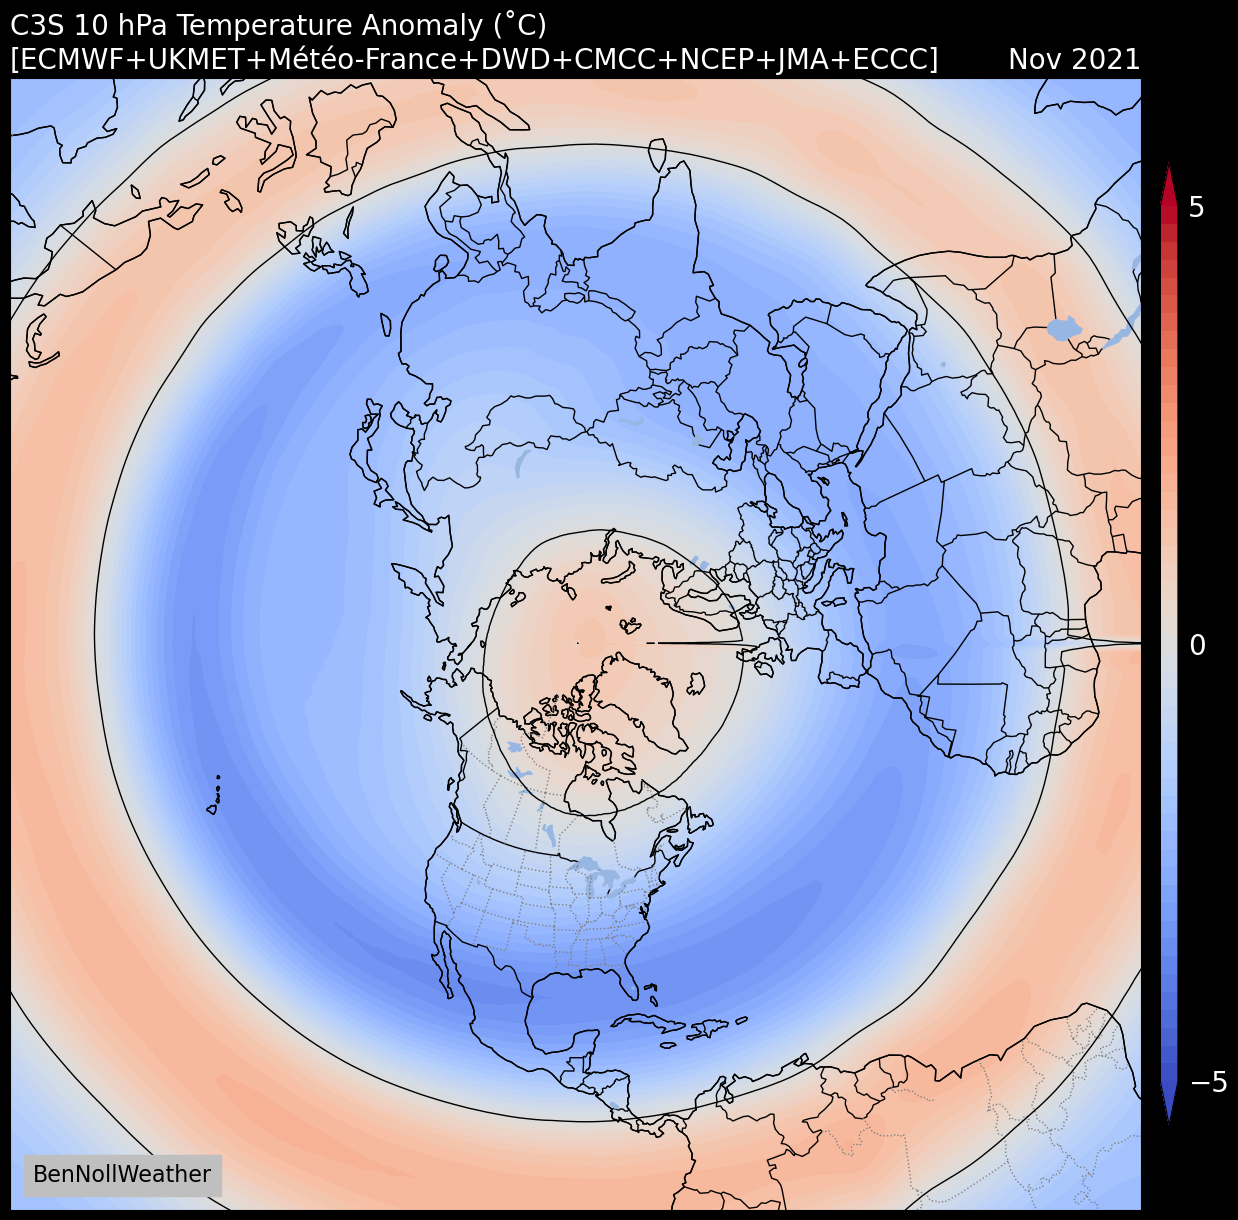 C3S 10 hPa Temperature Anomaly (˚C)
[ECMWF+UKMET+Météo-France+DWD+CMCC+NCEP+JMA+ECCC] Nov 2021
5
0
−5
BenNollWeather